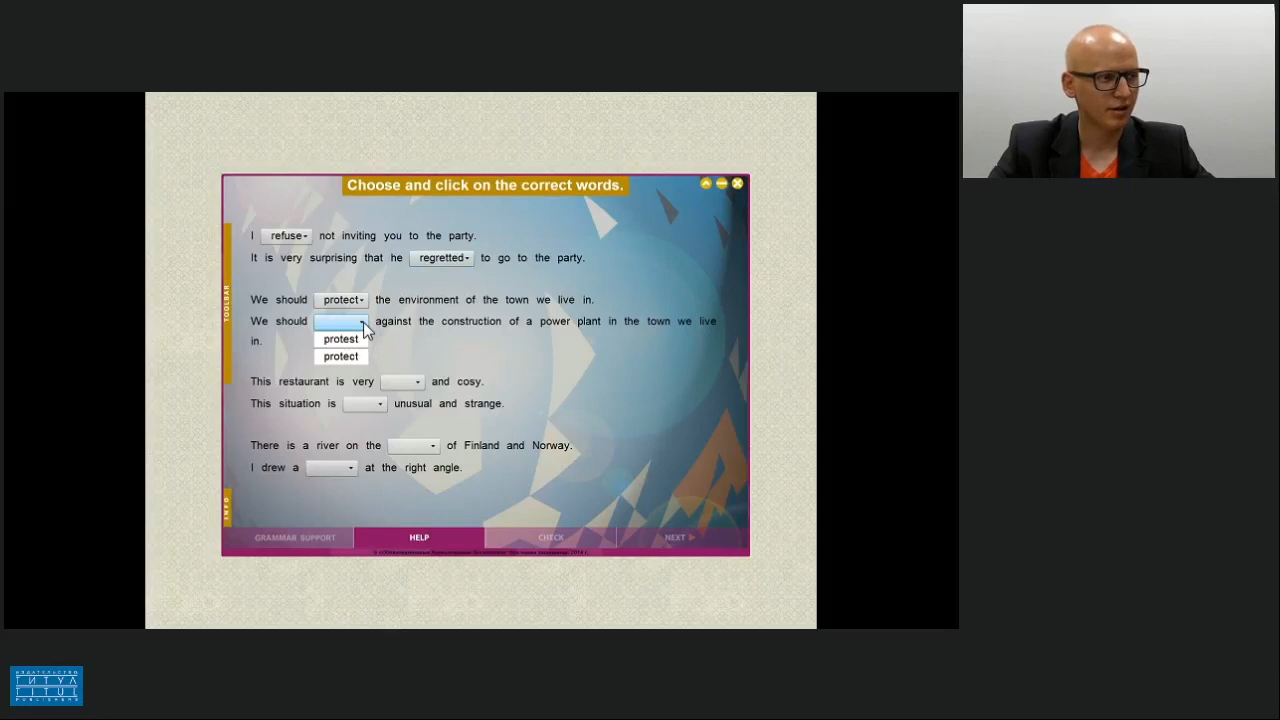 Choose and click on the correct words.
I refuse not inviting you to the party.
It is very surprising that he regretted to go to the party.
We should protect the environment of the town we live in.
We should against the construction of a power plant in the town we live
in.
protest
protect
This restaurant is very and cosy.
This situation is unusual and strange.
There is a river on the of Finland and Norway.
I drew a at the right angle.
TOOLBAR
INFO
GRAMMAR SUPPORT
HELP
CHECK
NEXT
ИЗДАТЕЛЬСТВО
ТИТУЛ
TITUL
PUBLISHERS